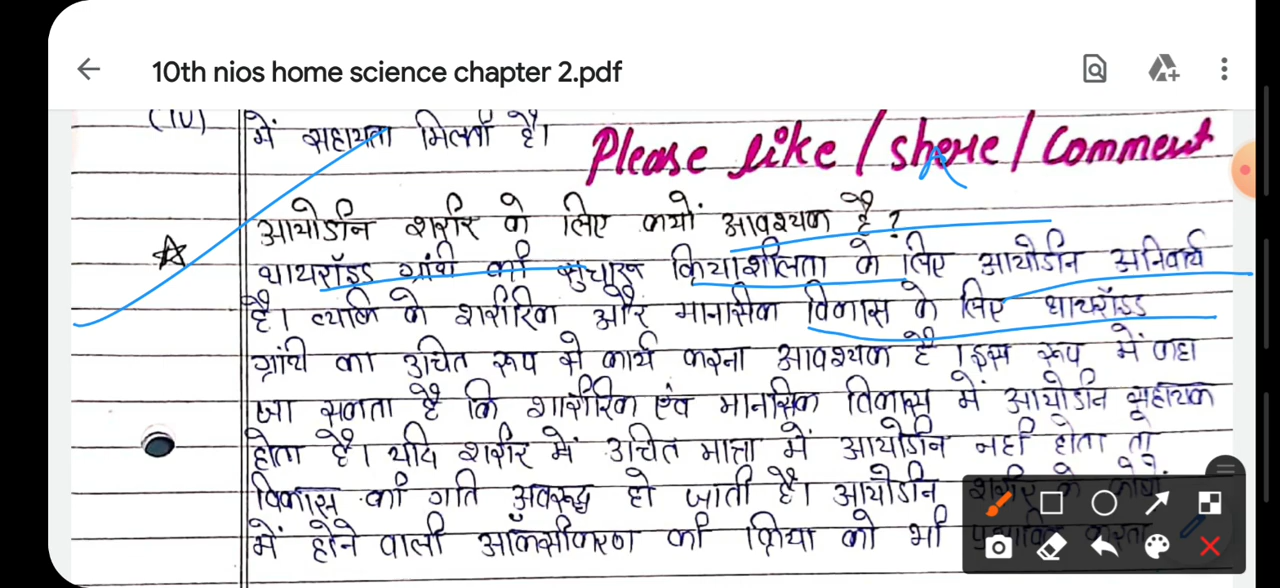 10th nios home science chapter 2.pdf
(iv) में सहायता मिलती है।
Please like / share / Comment
आयोडीन शरीर के लिए क्यों आवश्यक है ?
थायरॉइड ग्रंथी की सुचारू क्रियाशीलता के लिए आयोडीन अनिवार्य
है। व्यक्ति के शारीरिक और मानसिक विकास के लिए थायरॉइड
ग्रंथी का उचित रूप से कार्य करना आवश्यक है । इस रूप में कहा
जा सकता है कि शारीरिक एवं मानसिक विकास में आयोडीन सहायक
होता है। यदि शरीर में उचित मात्रा में आयोडीन नहीं होता तो
विकास की गति अवरूद्ध हो जाती है। आयोडीन शरीर के
में होने वाली ऑक्सीकरण की क्रिया को भी